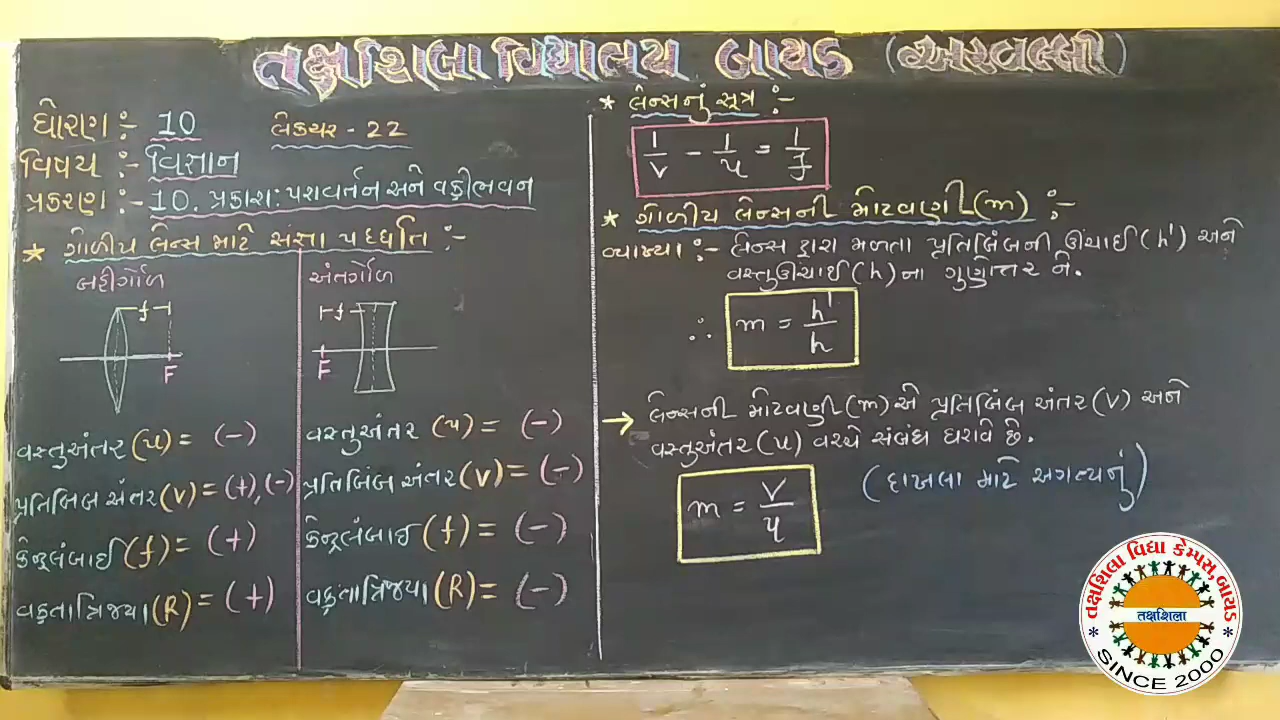 તક્ષશિલા વિદ્યાલય બાયડ (અરવલ્લી)
ધોરણ :- 10
લેક્ચર - 22
વિષય :- વિજ્ઞાન
પ્રકરણ :- 10. પ્રકાશ: પરાવર્તન અને વક્રીભવન
* ગોળીય લેન્સ માટે સંજ્ઞા પદ્ધતિ :-
બહિર્ગોળ
f
F
વસ્તુઅંતર (u) = (-)
પ્રતિબિંબ અંતર (v) = (+), (-)
કેન્દ્રલંબાઈ (f) = (+)
વક્રતાત્રિજ્યા (R) = (+)
અંતર્ગોળ
f
F
વસ્તુઅંતર (u) = (-)
પ્રતિબિંબ અંતર (v) = (-)
કેન્દ્રલંબાઈ (f) = (-)
વક્રતાત્રિજ્યા (R) = (-)
* લેન્સનું સૂત્ર :-
1/v - 1/u = 1/f
* ગોળીય લેન્સની મોટવણી (m) :-
વ્યાખ્યા :- લેન્સ દ્વારા મળતા પ્રતિબિંબની ઊંચાઈ (h') અને
વસ્તુઊંચાઈ (h) ના ગુણોત્તર ને.
∴ m = h'/h
→ લેન્સની મોટવણી (m) એ પ્રતિબિંબ અંતર (v) અને
વસ્તુઅંતર (u) વચ્ચે સંબંધ ધરાવે છે.
m = v/u
(દાખલા માટે અગત્યનું)
* તક્ષશિલા વિદ્યા કેમ્પસ, બાયડ *
તક્ષશિલા
SINCE 2000